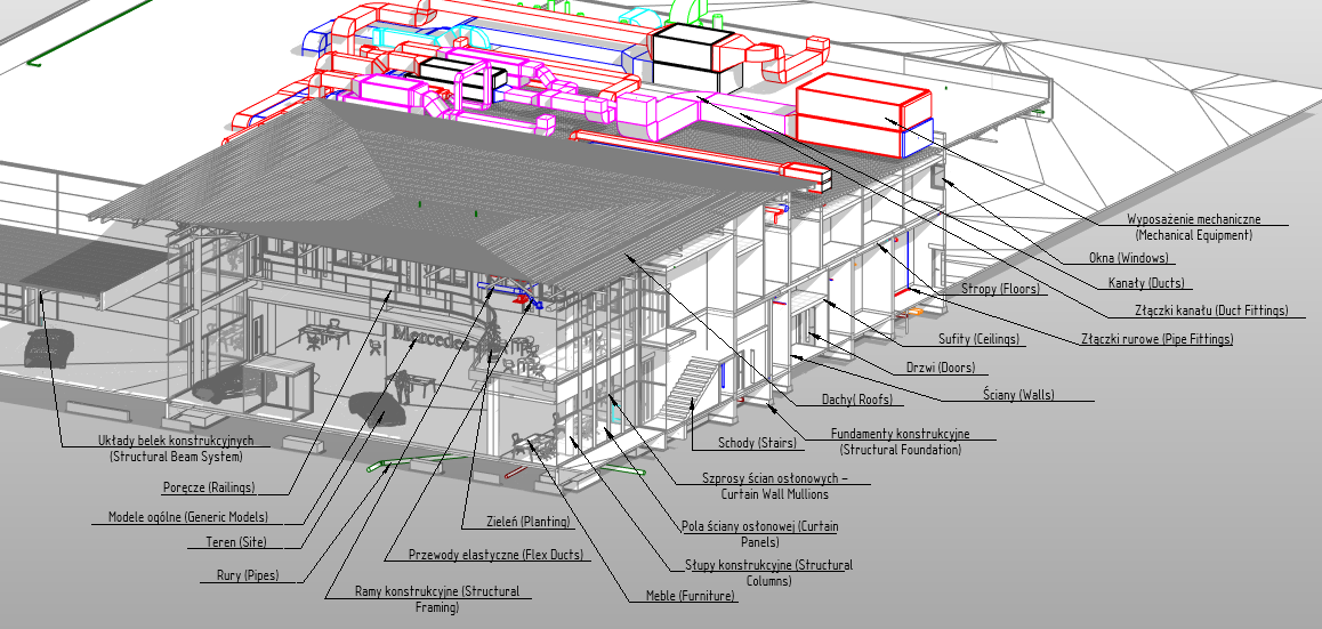 Wyposażenie mechaniczne
(Mechanical Equipment)
Okna (Windows)
Kanały (Ducts)
Stropy (Floors)
Złączki kanału (Duct Fittings)
Sufity (Ceilings)
Złączki rurowe (Pipe Fittings)
Drzwi (Doors)
Ściany (Walls)
Dachy( Roofs)
Mercedes
Fundamenty konstrukcyjne
(Structural Foundation)
Schody (Stairs)
Układy belek konstrukcyjnych
(Structural Beam System)
Szprosy ścian osłonowych –
Curtain Wall Mullions
Poręcze (Railings)
Modele ogólne (Generic Models)
Zieleń (Planting)
Pola ściany osłonowej (Curtain
Panels)
Teren (Site)
Przewody elastyczne (Flex Ducts)
Słupy konstrukcyjne (Structural
Columns)
Rury (Pipes)
Ramy konstrukcyjne (Structural
Framing)
Meble (Furniture)